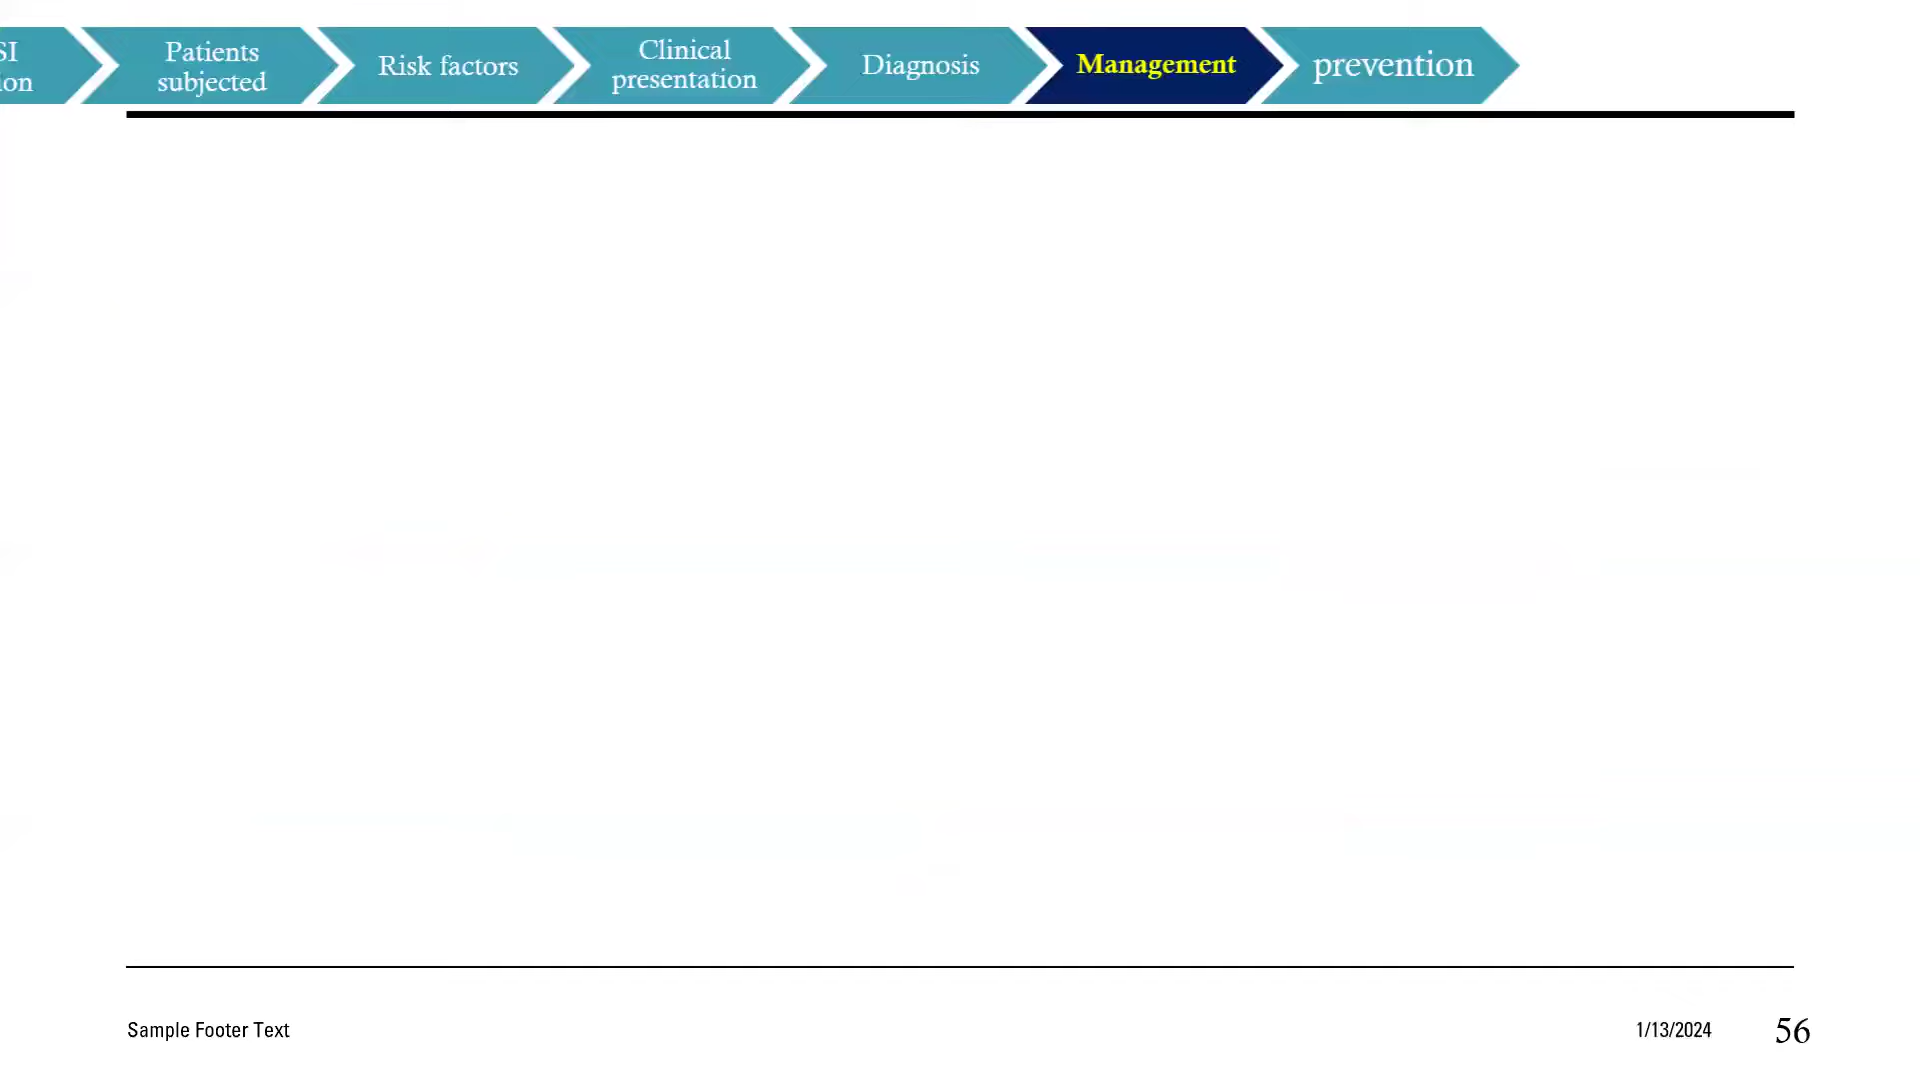 SI
ion
Patients
subjected
Risk factors
Clinical
presentation
Diagnosis
Management
prevention
Sample Footer Text
1/13/2024
56